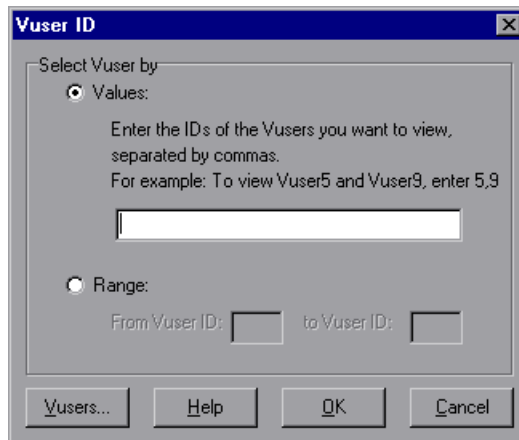 Vuser ID
Select Vuser by
Values:
Enter the IDs of the Vusers you want to view,
separated by commas.
For example: To view Vuser5 and Vuser9, enter 5,9
Range:
From Vuser ID: to Vuser ID:
Vusers... Help OK Cancel